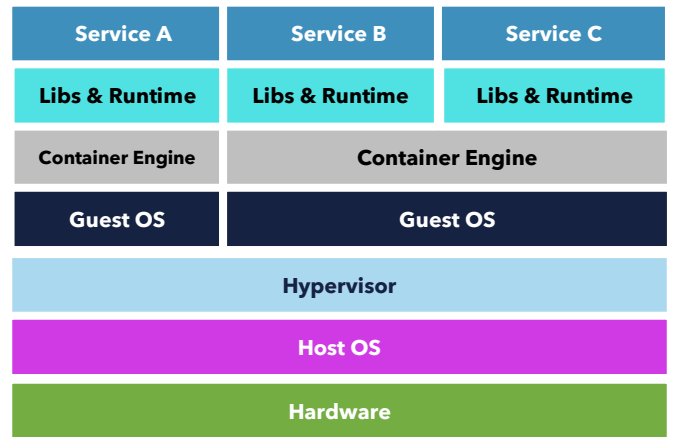 Service A
Service B
Service C
Libs & Runtime
Libs & Runtime
Libs & Runtime
Container Engine
Container Engine
Guest OS
Guest OS
Hypervisor
Host OS
Hardware